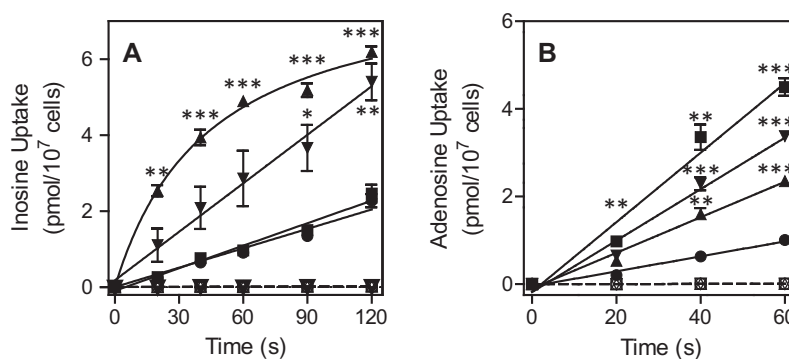 A
Inosine Uptake
(pmol/10⁷ cells)
6
4
2
0
**
***
***
***
***
*
**
0 30 60 90 120
Time (s)
B
Adenosine Uptake
(pmol/10⁷ cells)
6
4
2
0
**
**
***
**
***
***
***
0 20 40 60
Time (s)